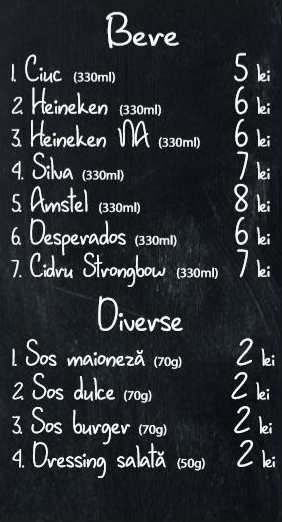 Bere
1. Ciuc (330ml) 5 lei
2. Heineken (330ml) 6 lei
3. Heineken NA (330ml) 6 lei
4. Silva (330ml) 7 lei
5. Amstel (330ml) 8 lei
6. Desperados (330ml) 6 lei
7. Cidru Strongbow (330ml) 7 lei
Diverse
1. Sos maioneză (70g) 2 lei
2. Sos dulce (70g) 2 lei
3. Sos burger (70g) 2 lei
4. Dressing salată (50g) 2 lei